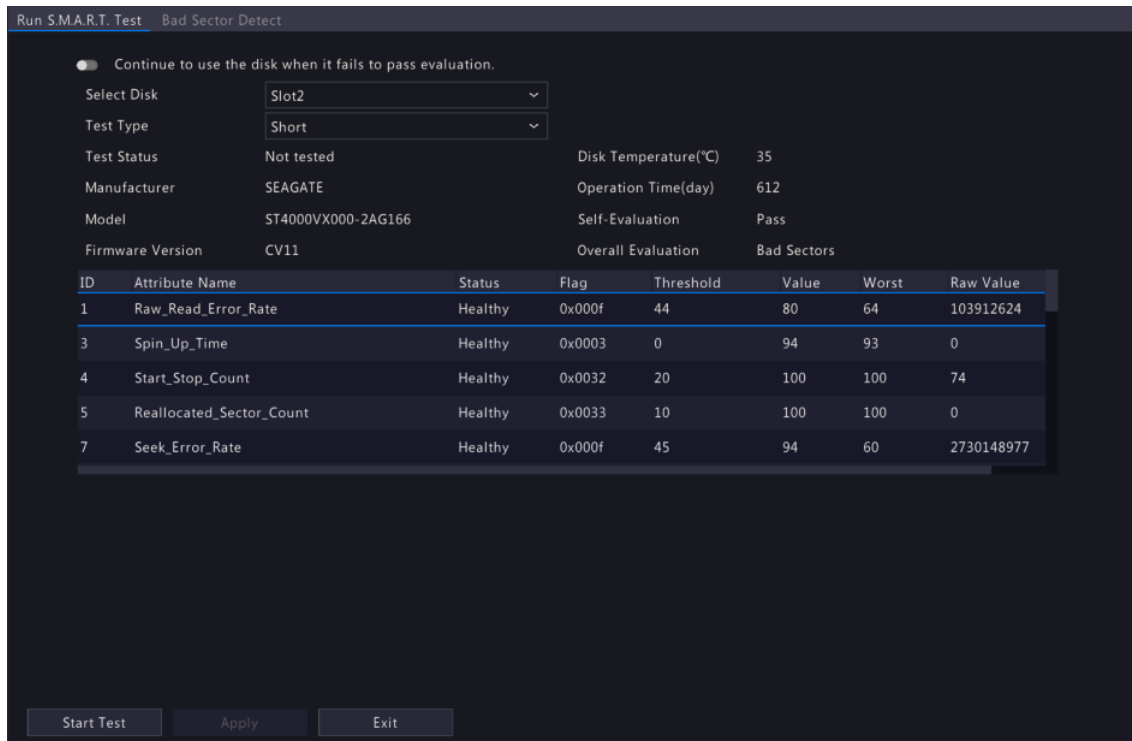 Run S.M.A.R.T. Test Bad Sector Detect
Continue to use the disk when it fails to pass evaluation.
Select Disk Slot2
Test Type Short
Test Status Not tested Disk Temperature(℃) 35
Manufacturer SEAGATE Operation Time(day) 612
Model ST4000VX000-2AG166 Self-Evaluation Pass
Firmware Version CV11 Overall Evaluation Bad Sectors
ID Attribute Name Status Flag Threshold Value Worst Raw Value
1 Raw_Read_Error_Rate Healthy 0x000f 44 80 64 103912624
3 Spin_Up_Time Healthy 0x0003 0 94 93 0
4 Start_Stop_Count Healthy 0x0032 20 100 100 74
5 Reallocated_Sector_Count Healthy 0x0033 10 100 100 0
7 Seek_Error_Rate Healthy 0x000f 45 94 60 2730148977
Start Test Apply Exit